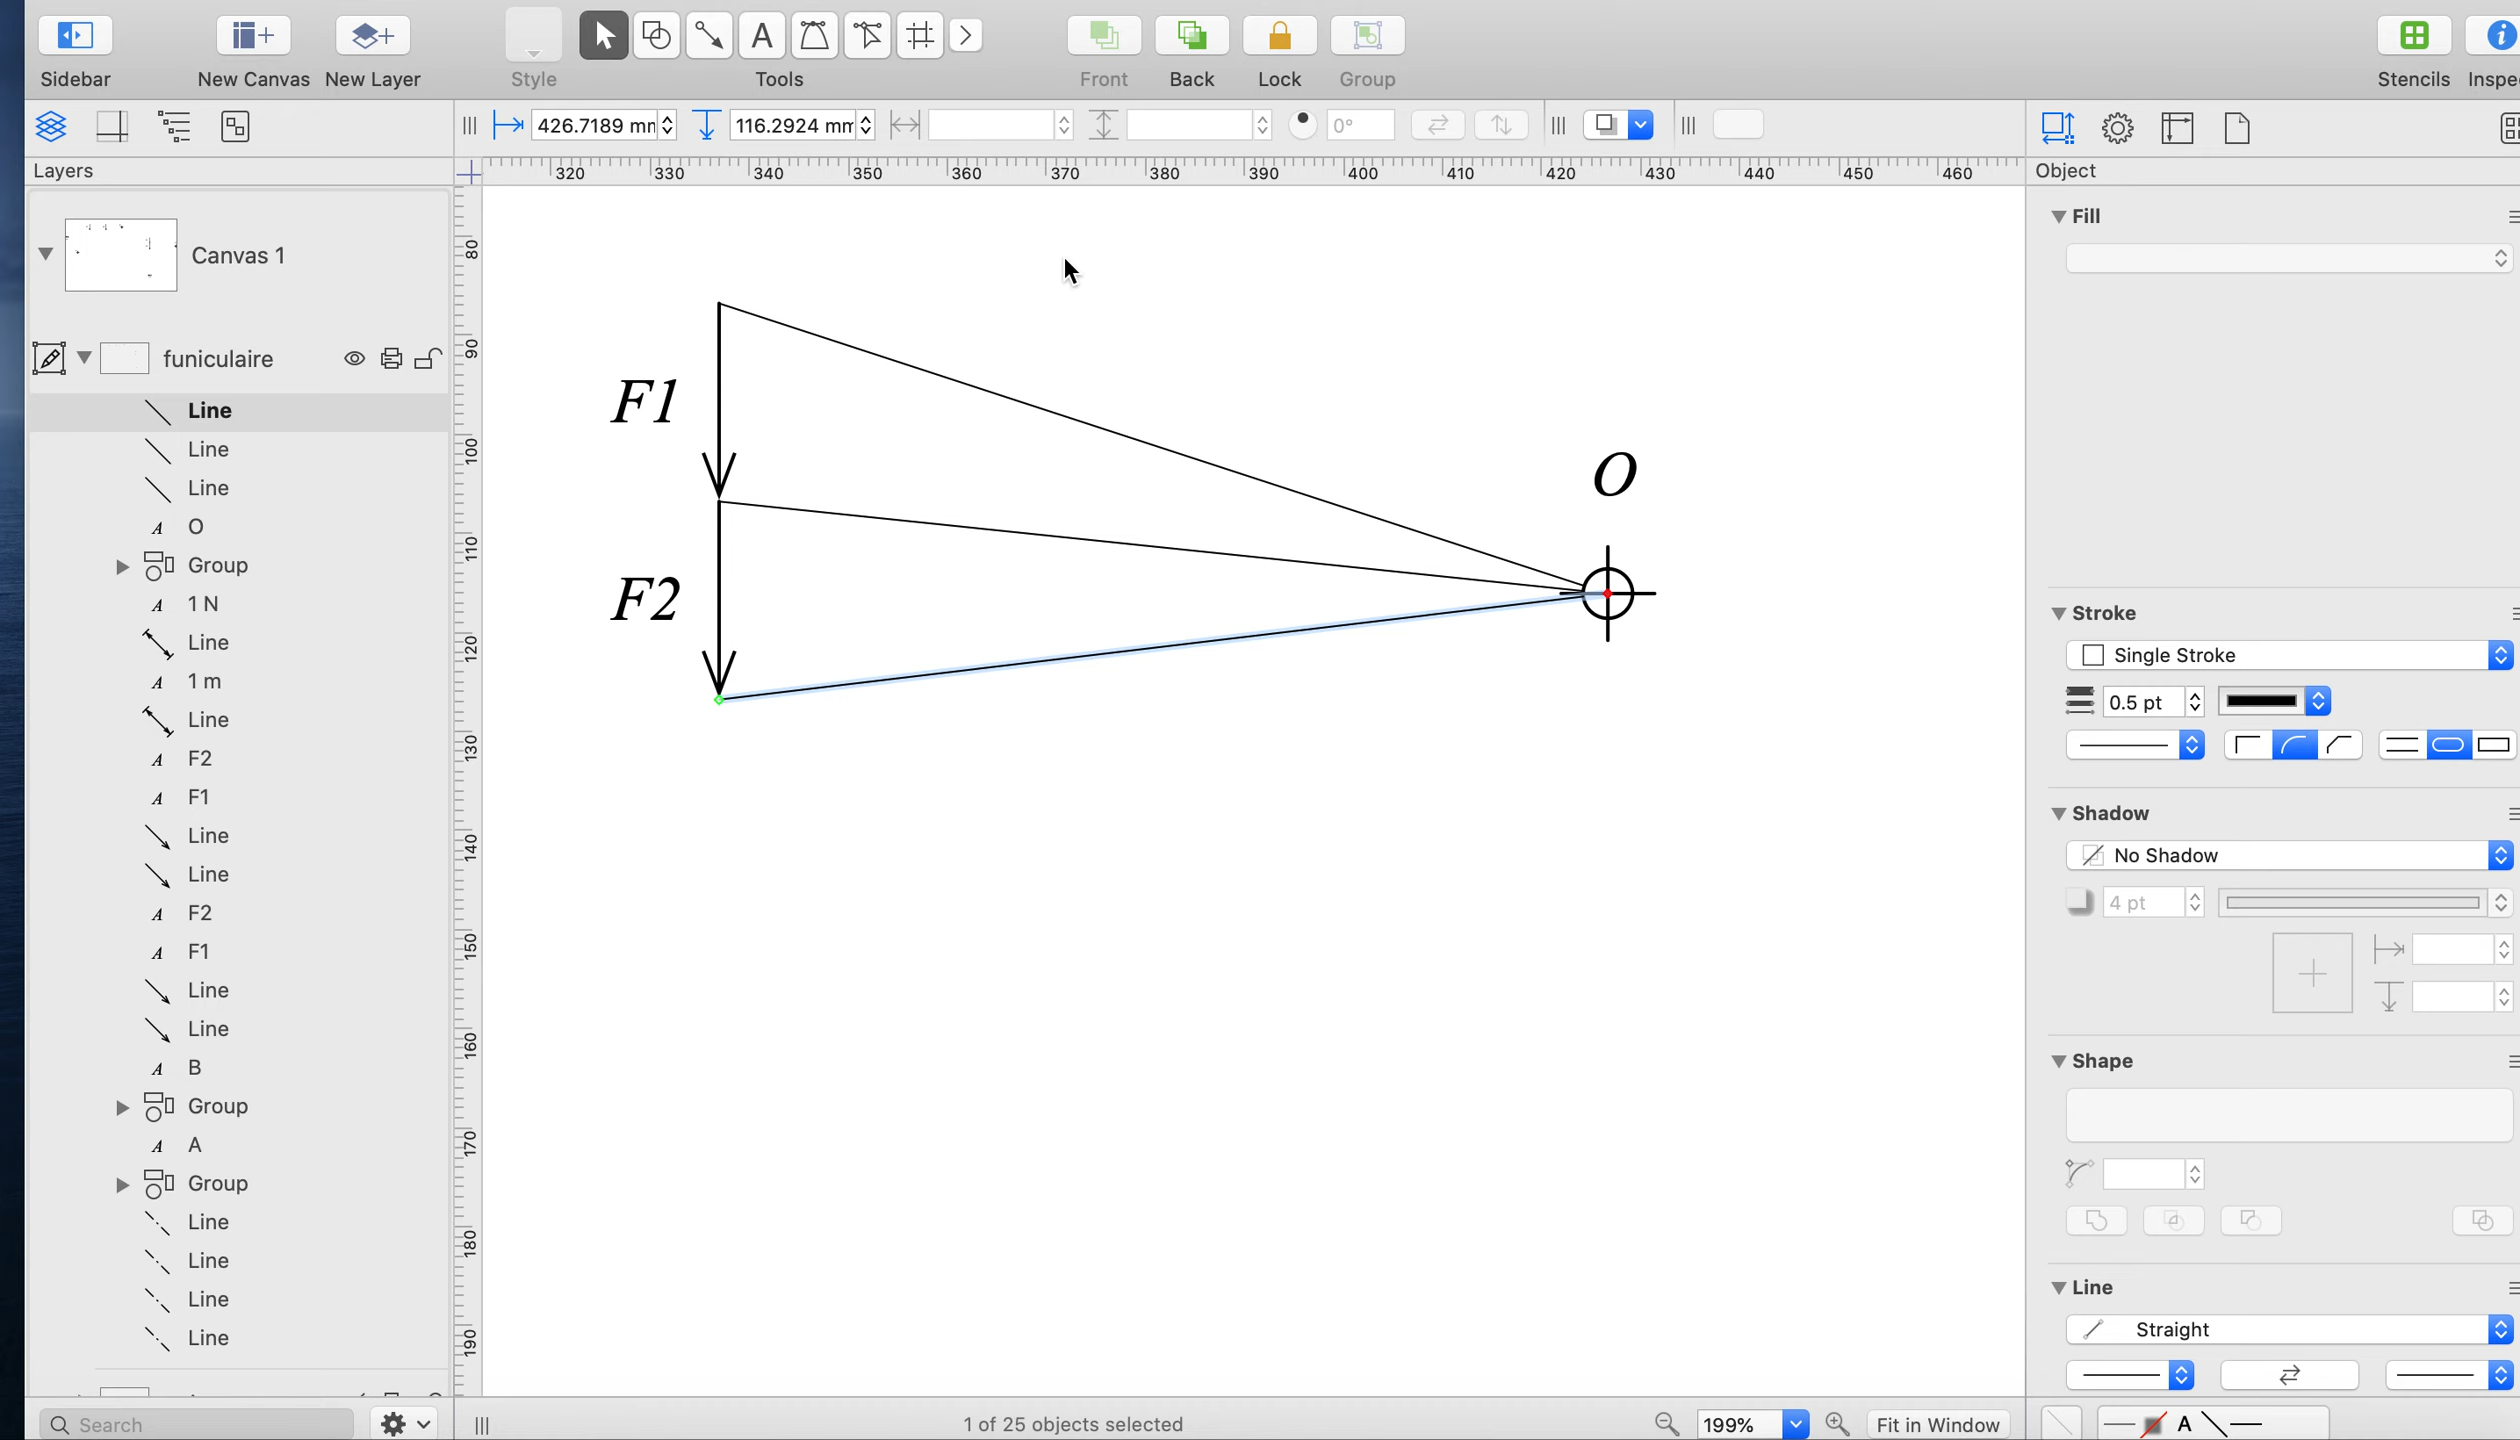 Sidebar
New Canvas
New Layer
Style
Tools
Front
Back
Lock
Group
Stencils
Inspe
426.7189 mm
116.2924 mm
0°
Layers
320 330 340 350 360 370 380 390 400 410 420 430 440 450 460
Object
Canvas 1
funiculaire
Line
Line
Line
A O
Group
A 1 N
Line
A 1 m
Line
A F2
A F1
Line
Line
A F2
A F1
Line
Line
A B
Group
A A
Group
Line
Line
Line
Line
Search
80
90
100
110
120
130
140
150
160
170
180
190
F1
F2
O
1 of 25 objects selected
199%
Fit in Window
Fill
Stroke
Single Stroke
0.5 pt
Shadow
No Shadow
4 pt
Shape
Line
Straight
A